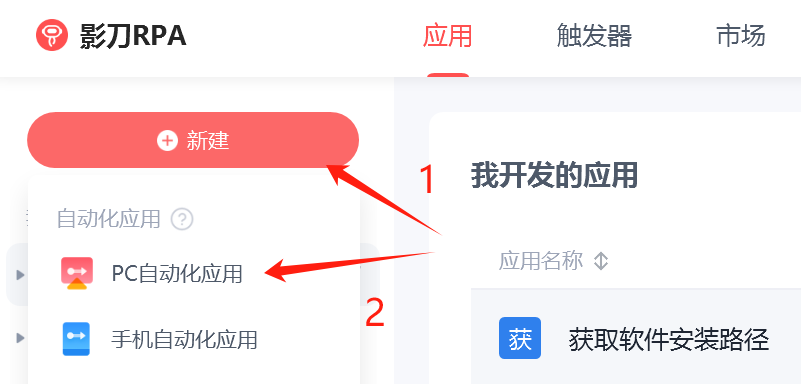 影刀RPA
应用 触发器 市场
新建
1
我开发的应用
自动化应用 ?
应用名称
PC自动化应用
2
手机自动化应用
获 获取软件安装路径